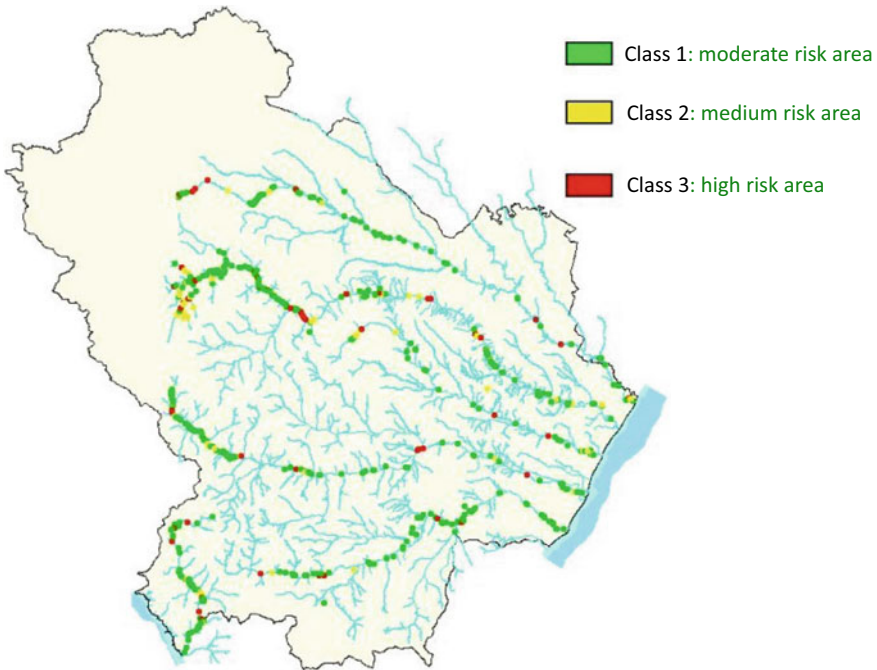 Class 1: moderate risk area
Class 2: medium risk area
Class 3: high risk area